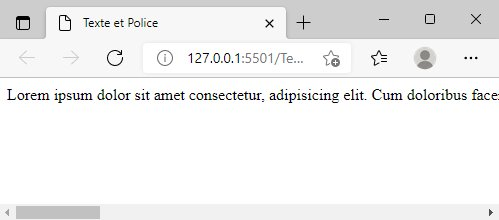 Texte et Police
127.0.0.1:5501/Te...
Lorem ipsum dolor sit amet consectetur, adipisicing elit. Cum doloribus